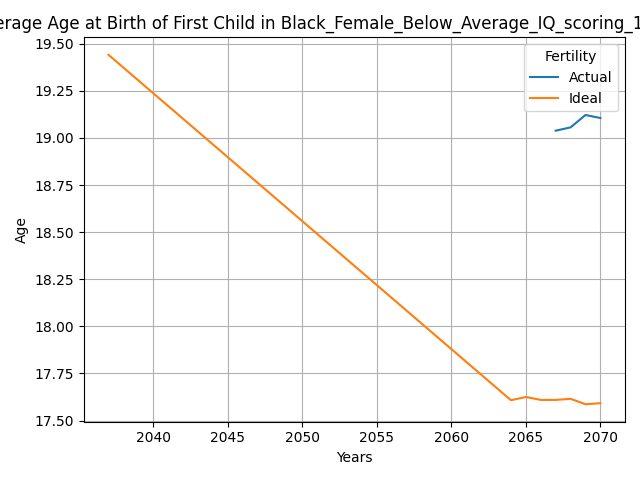 erage Age at Birth of First Child in Black_Female_Below_Average_IQ_scoring_1
Fertility
Actual
Ideal
19.50
19.25
19.00
18.75
18.50
18.25
18.00
17.75
17.50
Age
2040 2045 2050 2055 2060 2065 2070
Years